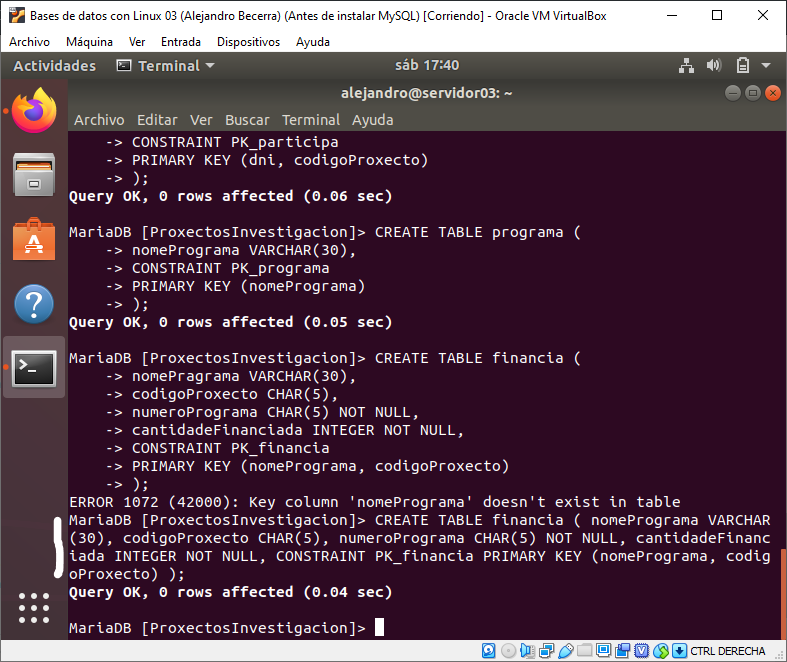 Bases de datos con Linux 03 (Alejandro Becerra) (Antes de instalar MySQL) [Corriendo] - Oracle VM VirtualBox
Archivo Máquina Ver Entrada Dispositivos Ayuda
Actividades Terminal sáb 17:40
alejandro@servidor03: ~
Archivo Editar Ver Buscar Terminal Ayuda
-> CONSTRAINT PK_participa
-> PRIMARY KEY (dni, codigoProxecto)
-> );
Query OK, 0 rows affected (0.06 sec)
MariaDB [ProxectosInvestigacion]> CREATE TABLE programa (
-> nomePrograma VARCHAR(30),
-> CONSTRAINT PK_programa
-> PRIMARY KEY (nomePrograma)
-> );
Query OK, 0 rows affected (0.05 sec)
MariaDB [ProxectosInvestigacion]> CREATE TABLE financia (
-> nomePragrama VARCHAR(30),
-> codigoProxecto CHAR(5),
-> numeroPrograma CHAR(5) NOT NULL,
-> cantidadeFinanciada INTEGER NOT NULL,
-> CONSTRAINT PK_financia
-> PRIMARY KEY (nomePrograma, codigoProxecto)
-> );
ERROR 1072 (42000): Key column 'nomePrograma' doesn't exist in table
MariaDB [ProxectosInvestigacion]> CREATE TABLE financia ( nomePrograma VARCHAR
(30), codigoProxecto CHAR(5), numeroPrograma CHAR(5) NOT NULL, cantidadeFinanc
iada INTEGER NOT NULL, CONSTRAINT PK_financia PRIMARY KEY (nomePrograma, codig
oProxecto) );
Query OK, 0 rows affected (0.04 sec)
MariaDB [ProxectosInvestigacion]>
CTRL DERECHA